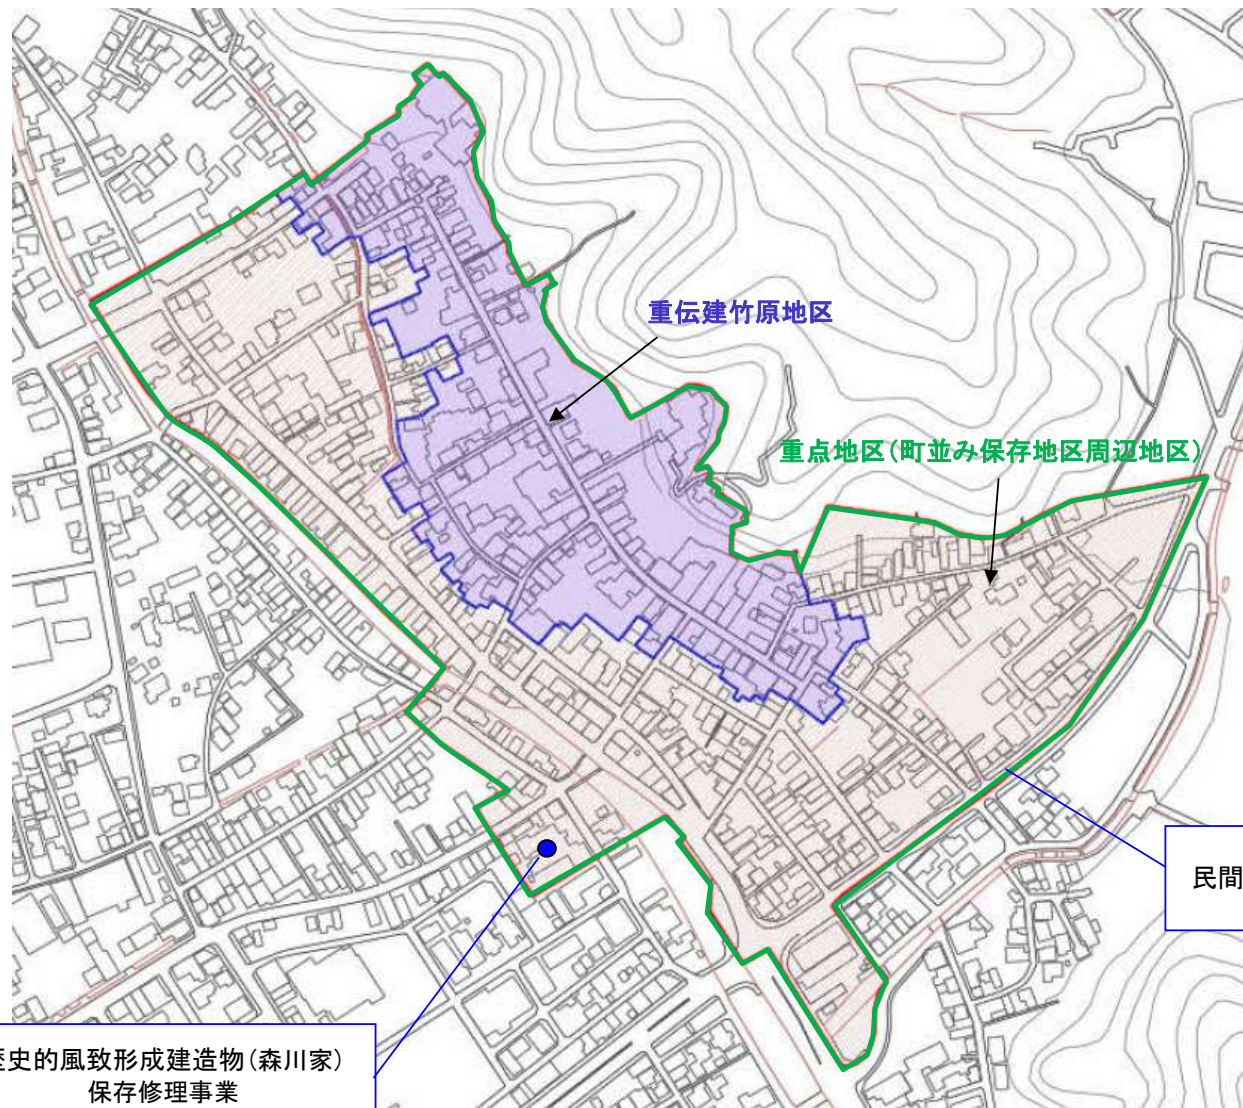 重伝建竹原地区
重点地区(町並み保存地区周辺地区)
民間
史的風致形成建造物(森川家)
保存修理事業